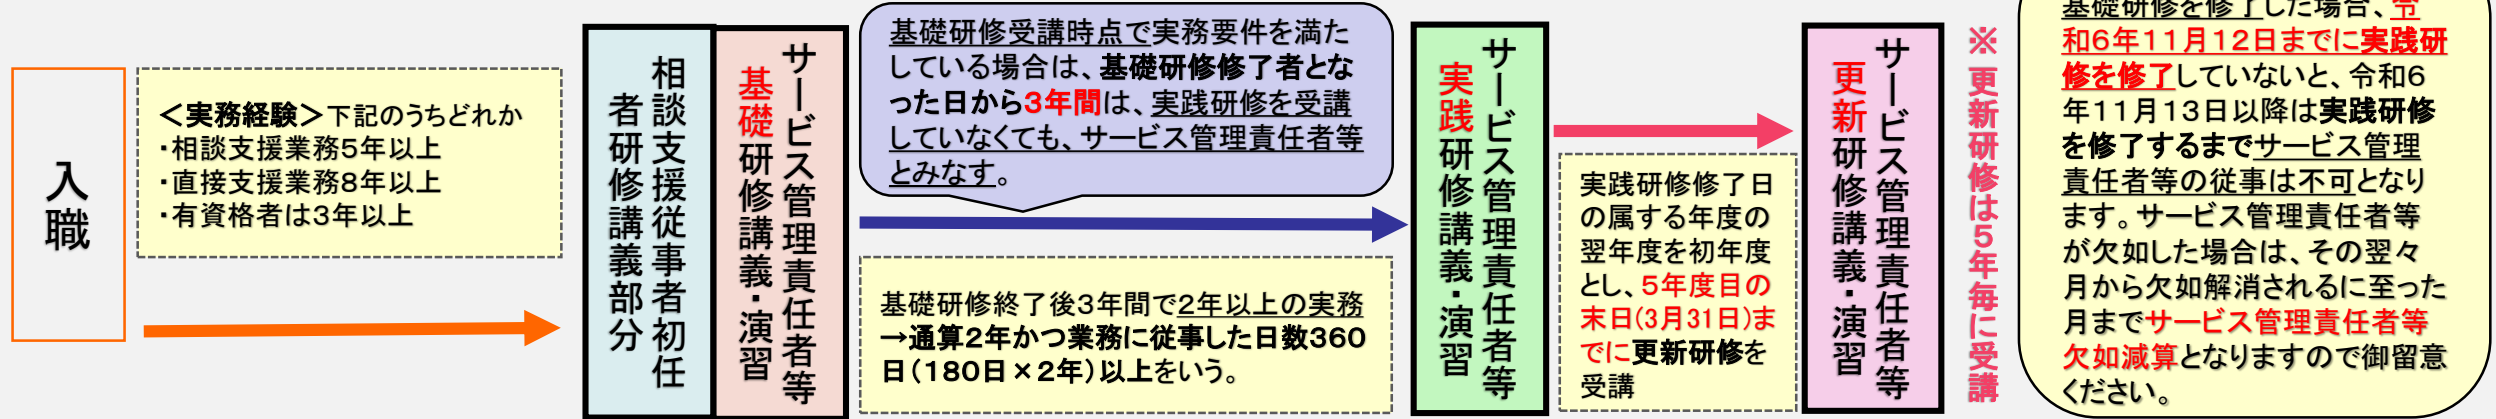 入職
＜実務経験＞下記のうちどれか
・相談支援業務５年以上
・直接支援業務８年以上
・有資格者は３年以上
相談支援従事者初任
者研修講義部分
サービス管理責任者等
基礎研修講義・演習
基礎研修受講時点で実務要件を満た
している場合は、基礎研修修了者とな
った日から３年間は、実践研修を受講
していなくても、サービス管理責任者等
とみなす。
基礎研修終了後３年間で２年以上の実務
→通算２年かつ業務に従事した日数３６０
日（１８０日×２年）以上をいう。
サービス管理責任者等
実践研修講義・演習
実践研修修了日
の属する年度の
翌年度を初年度
とし、５年度目の
末日(3月31日)ま
でに更新研修を
受講
サービス管理責任者等
更新研修講義・演習
※更新研修は５年毎に受講
基礎研修を修了した場合、令
和６年１１月１２日までに実践研
修を修了していないと、令和６
年１１月１３日以降は実践研修
を修了するまでサービス管理
責任者等の従事は不可となり
ます。サービス管理責任者等
が欠如した場合は、その翌々
月から欠如解消されるに至った
月までサービス管理責任者等
欠如減算となりますので御留意
ください。